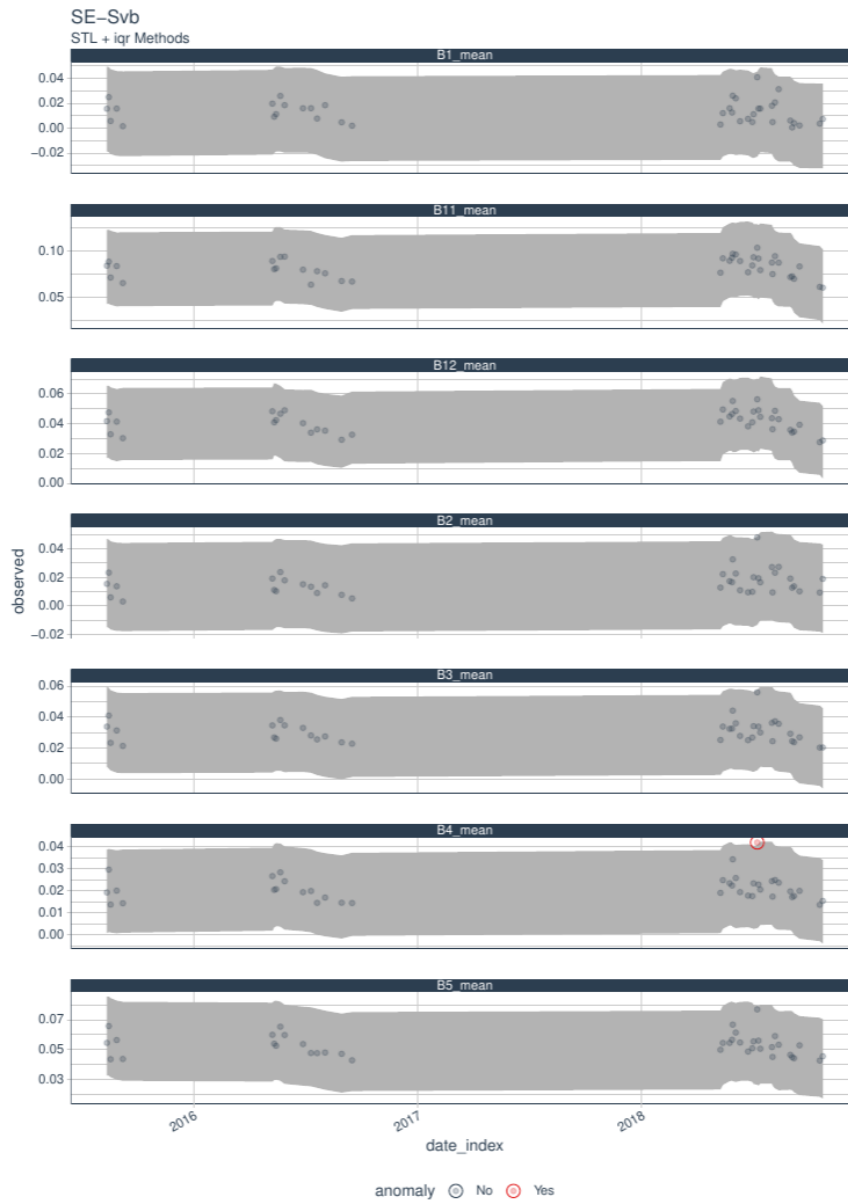 SE−Svb
STL + iqr Methods
B1_mean
0.04
0.02
0.00
−0.02
B11_mean
0.10
0.05
B12_mean
0.06
0.04
0.02
0.00
B2_mean
0.04
0.02
0.00
−0.02
B3_mean
0.06
0.04
0.02
0.00
B4_mean
0.04
0.03
0.02
0.01
0.00
B5_mean
0.07
0.05
0.03
observed
2016 2017 2018
date_index
anomaly No Yes